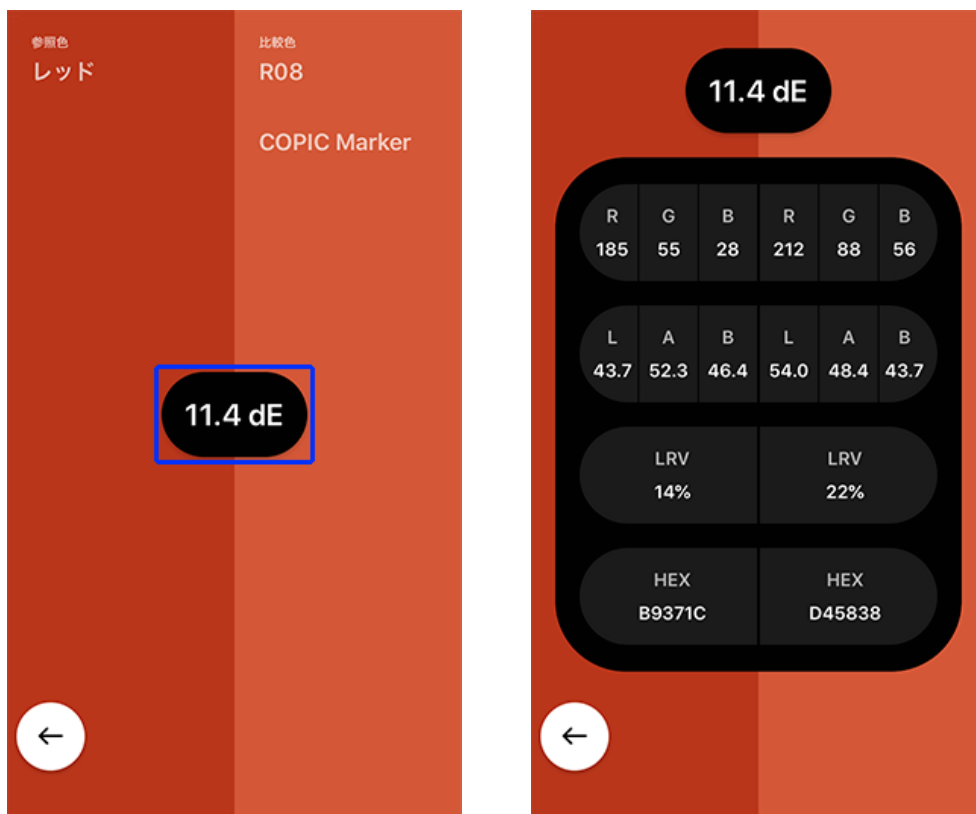 参照色
レッド
比較色
R08
COPIC Marker
11.4 dE
11.4 dE
R G B R G B
185 55 28 212 88 56
L A B L A B
43.7 52.3 46.4 54.0 48.4 43.7
LRV LRV
14% 22%
HEX HEX
B9371C D45838